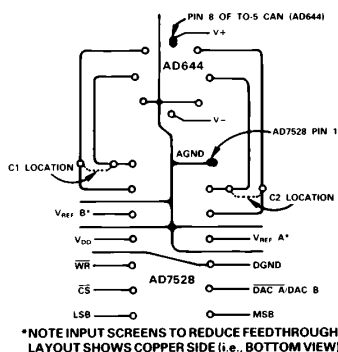 PIN 8 OF TO-5 CAN (AD644)
V+
AD644
V–
AD7528 PIN 1
AGND
C1 LOCATION
C2 LOCATION
VREF B*
VDD
VREF A*
WR
DGND
AD7528
CS
DAC A/DAC B
LSB
MSB
*NOTE INPUT SCREENS TO REDUCE FEEDTHROUGH
LAYOUT SHOWS COPPER SIDE (i.e., BOTTOM VIEW)